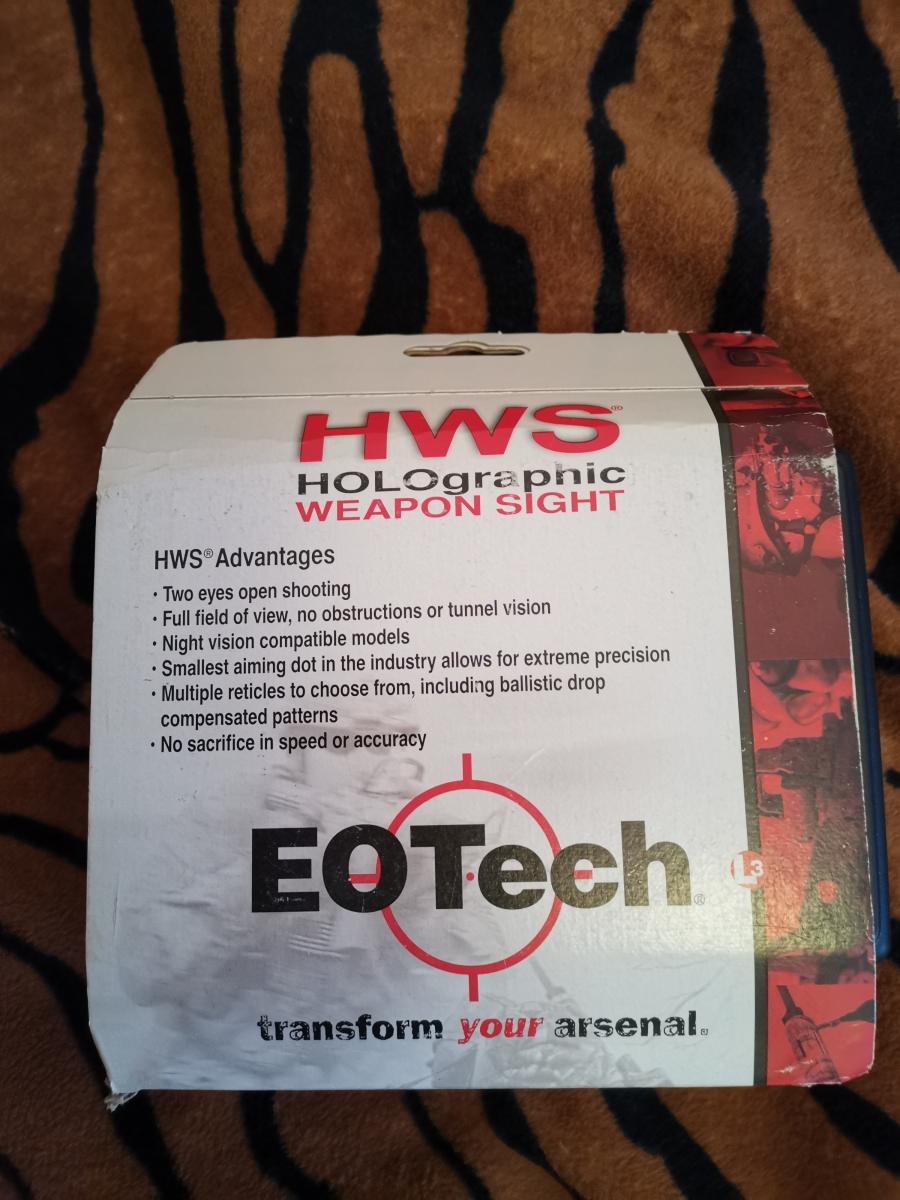 HWS®
HOLOgraphic
WEAPON SIGHT
HWS® Advantages
· Two eyes open shooting
· Full field of view, no obstructions or tunnel vision
· Night vision compatible models
· Smallest aiming dot in the industry allows for extreme precision
· Multiple reticles to choose from, including ballistic drop
compensated patterns
· No sacrifice in speed or accuracy
EOTech®
L3
transform your arsenal®